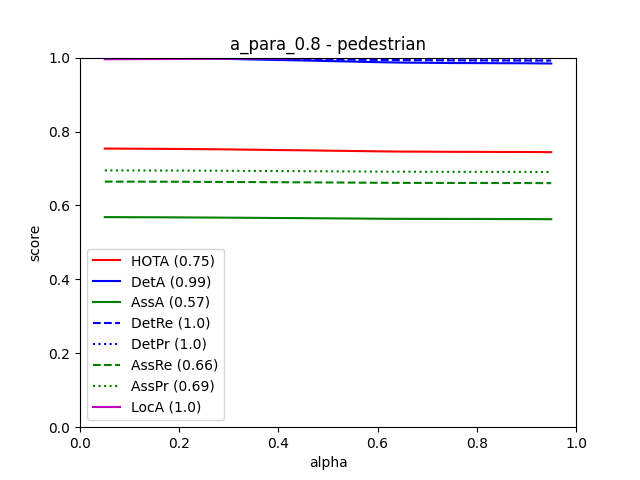 a_para_0.8 - pedestrian
1.0
0.8
0.6
0.4
0.2
0.0
score
HOTA (0.75)
DetA (0.99)
AssA (0.57)
DetRe (1.0)
DetPr (1.0)
AssRe (0.66)
AssPr (0.69)
LocA (1.0)
0.0 0.2 0.4 0.6 0.8 1.0
alpha